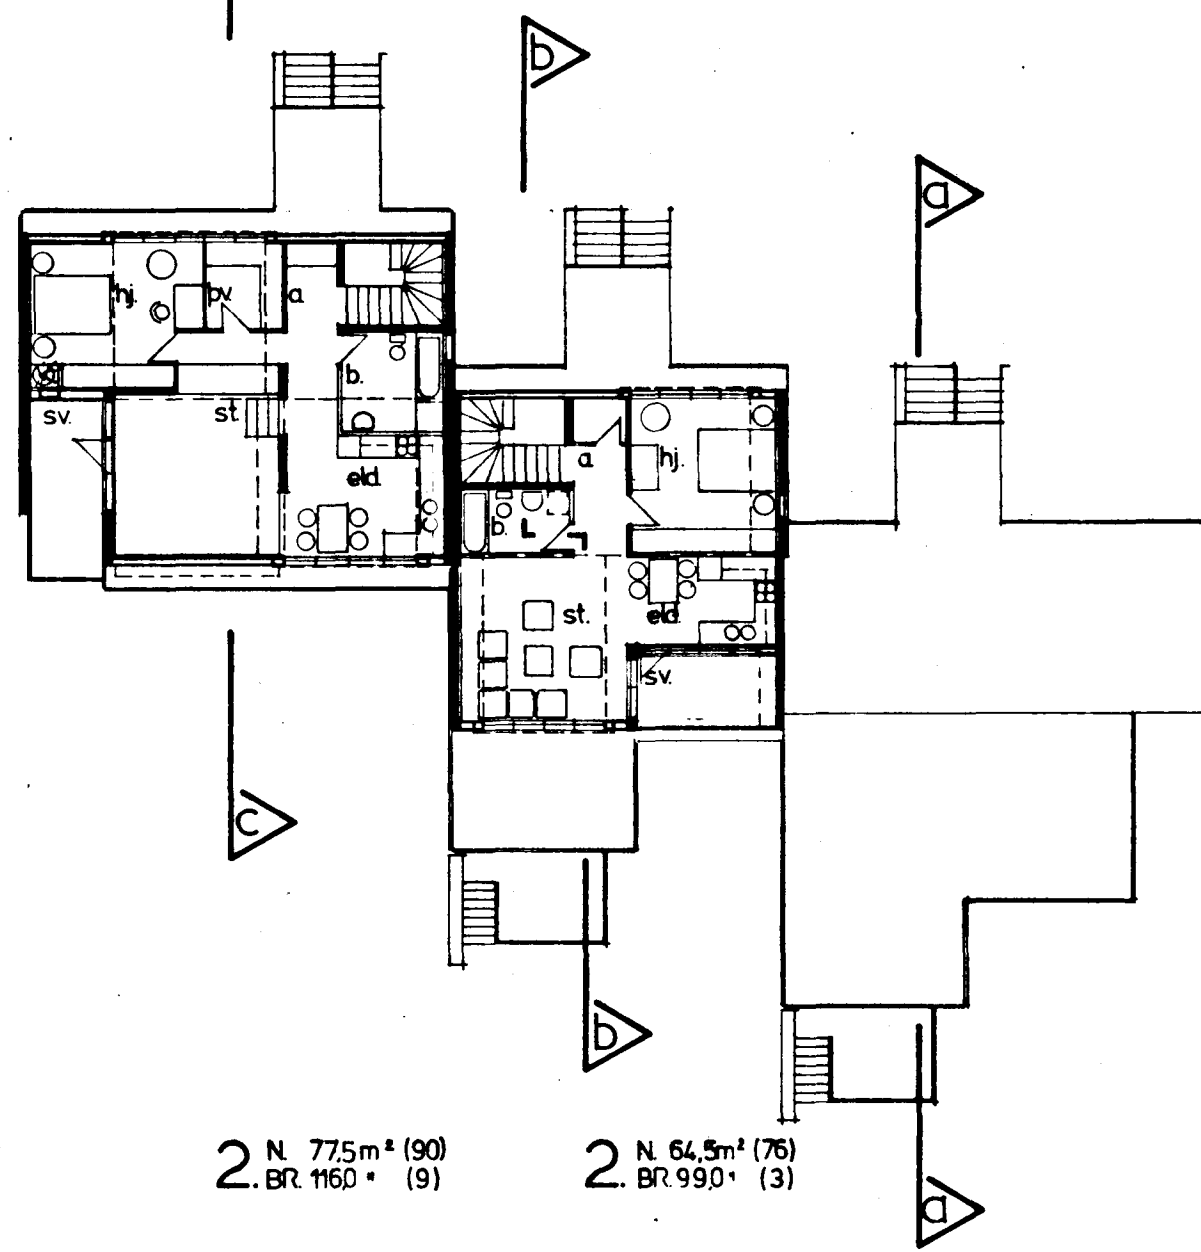 b
a
hj.
þv.
a
b.
sv.
st.
eld.
a
hj.
b.
st.
eld.
sv.
c
b
2. N. 77,5 m² (90)
BR. 116,0 " (9)
2. N. 64,5 m² (76)
BR. 99,0 " (3)
a